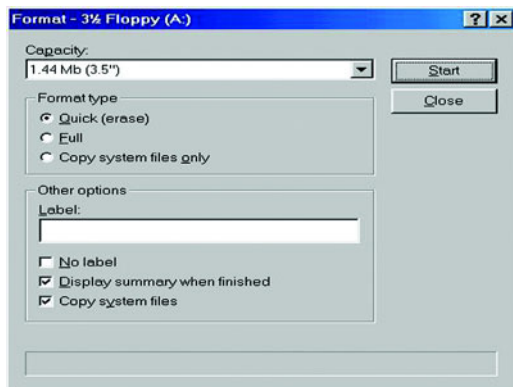 Format - 3½ Floppy (A:)
Capacity:
1.44 Mb (3.5")
Start
Close
Format type
Quick (erase)
Full
Copy system files only
Other options
Label:
No label
Display summary when finished
Copy system files